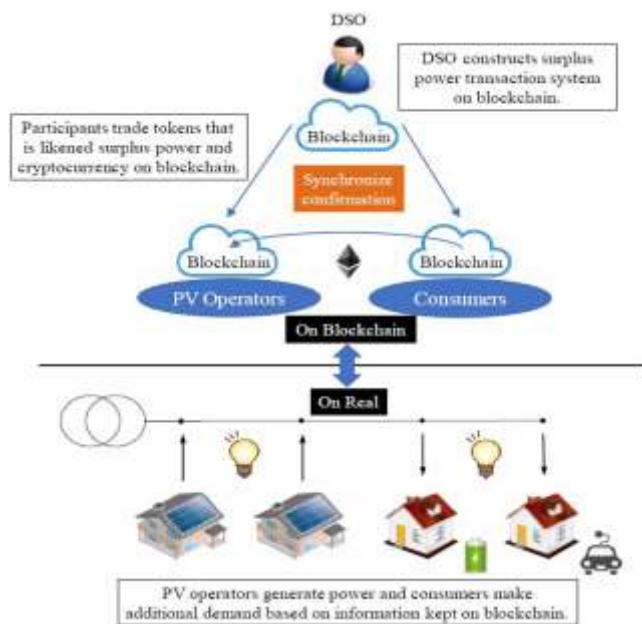 DSO
DSO constructs surplus
power transaction system
on blockchain.
Participants trade tokens that
is likened surplus power and
cryptocurrency on blockchain.
Blockchain
Synchronize
confirmation
Blockchain
Blockchain
PV Operators
Consumers
On Blockchain
On Real
PV operators generate power and consumers make
additional demand based on information kept on blockchain.